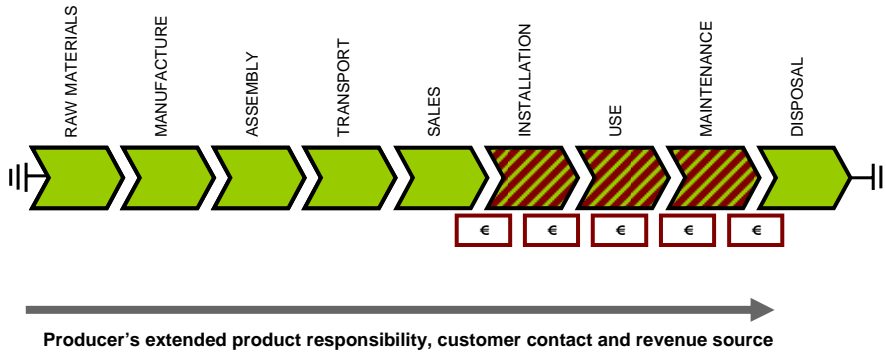 RAW MATERIALS
MANUFACTURE
ASSEMBLY
TRANSPORT
SALES
INSTALLATION
USE
MAINTENANCE
DISPOSAL
€
€
€
€
€
Producer’s extended product responsibility, customer contact and revenue source